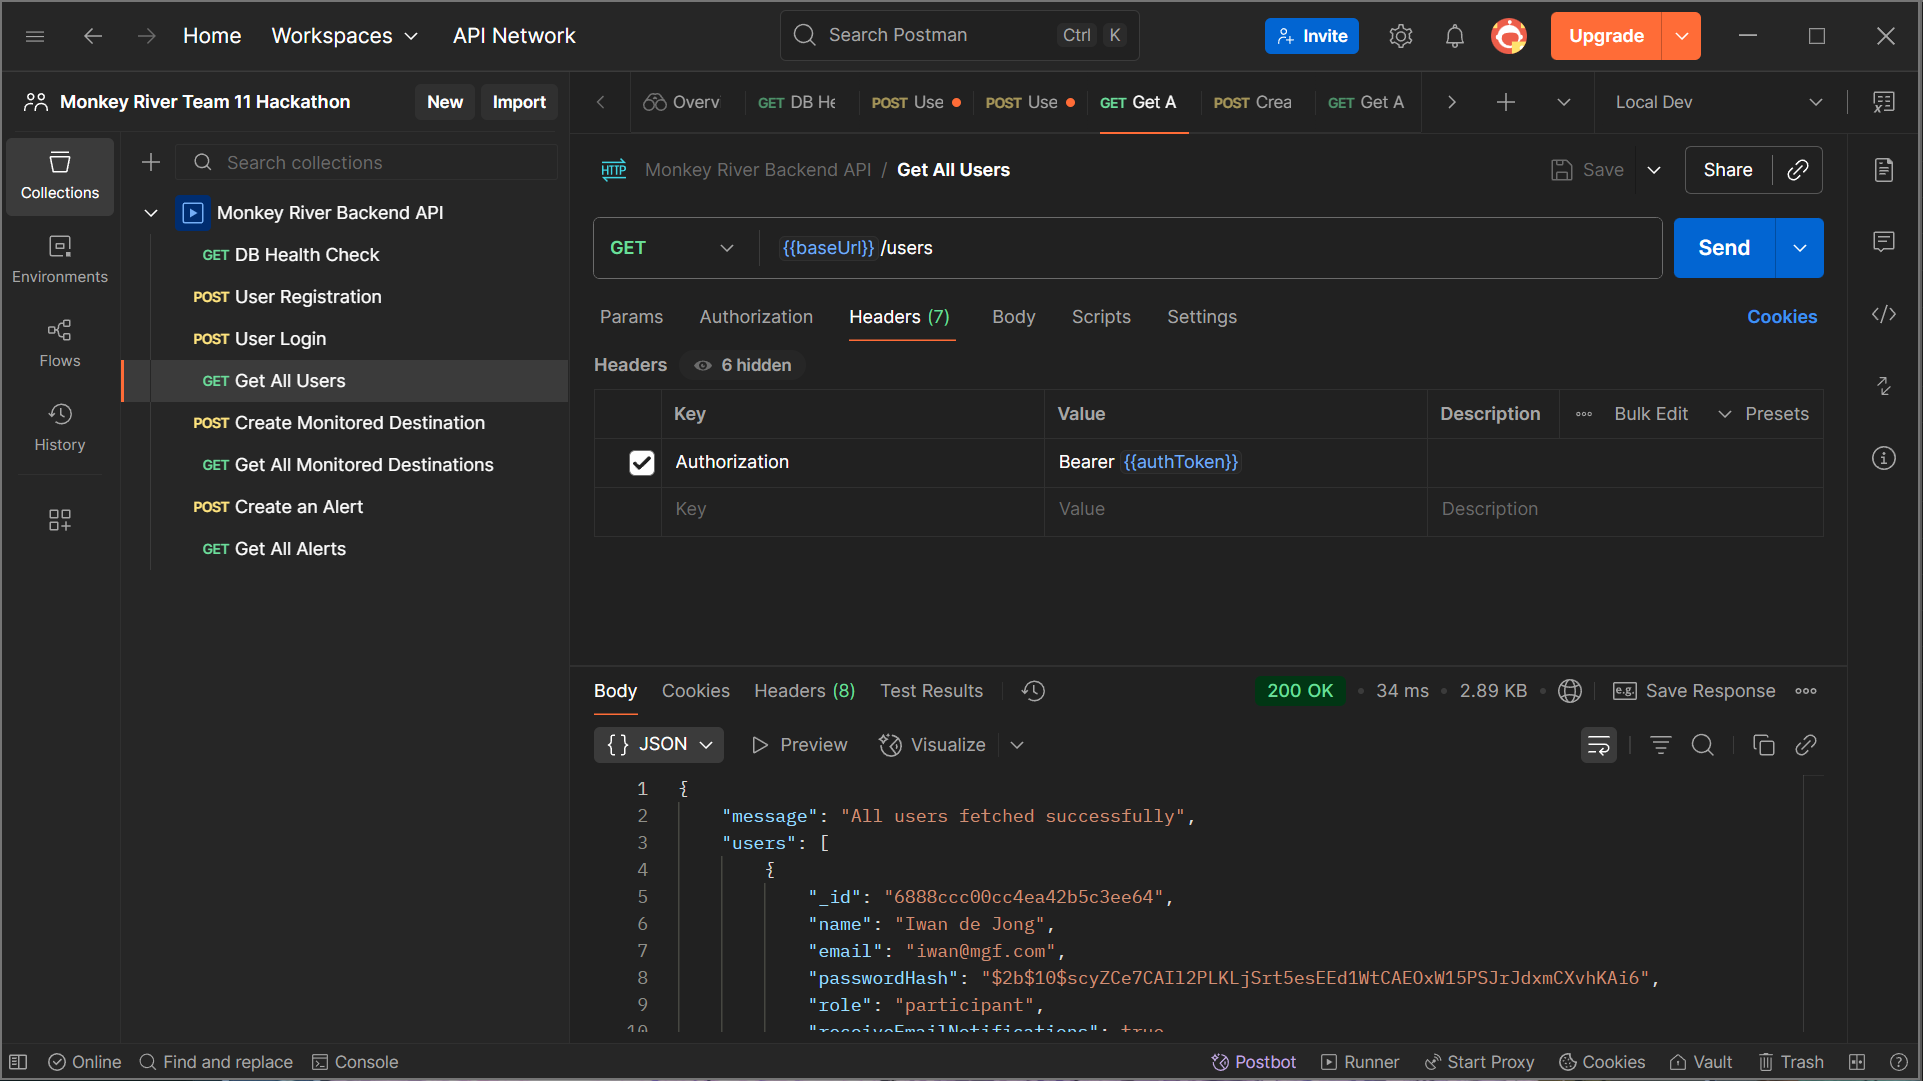 Home
Workspaces
API Network
Search Postman
Ctrl K
Invite
Upgrade
Monkey River Team 11 Hackathon
New
Import
Overv
GET DB He
POST Use
POST Use
GET Get A
POST Crea
GET Get A
Local Dev
Collections
Environments
Flows
History
Search collections
Monkey River Backend API
GET DB Health Check
POST User Registration
POST User Login
GET Get All Users
POST Create Monitored Destination
GET Get All Monitored Destinations
POST Create an Alert
GET Get All Alerts
HTTP Monkey River Backend API / Get All Users
Save
Share
GET
{{baseUrl}} /users
Send
Params
Authorization
Headers (7)
Body
Scripts
Settings
Cookies
Headers
6 hidden
Key
Value
Description
Bulk Edit
Presets
Authorization
Bearer {{authToken}}
Key
Value
Description
Body
Cookies
Headers (8)
Test Results
200 OK
34 ms
2.89 KB
e.g. Save Response
{} JSON
Preview
Visualize
1 {
2 "message": "All users fetched successfully",
3 "users": [
4 {
5 "_id": "6888ccc00cc4ea42b5c3ee64",
6 "name": "Iwan de Jong",
7 "email": "iwan@mgf.com",
8 "passwordHash": "$2b$10$scyZCe7CAIl2PLKLjSrt5esEEd1WtCAEOxW15PSJrJdxmCXvhKAi6",
9 "role": "participant",
10 "receiveEmailNotifications": true
Online
Find and replace
Console
Postbot
Runner
Start Proxy
Cookies
Vault
Trash